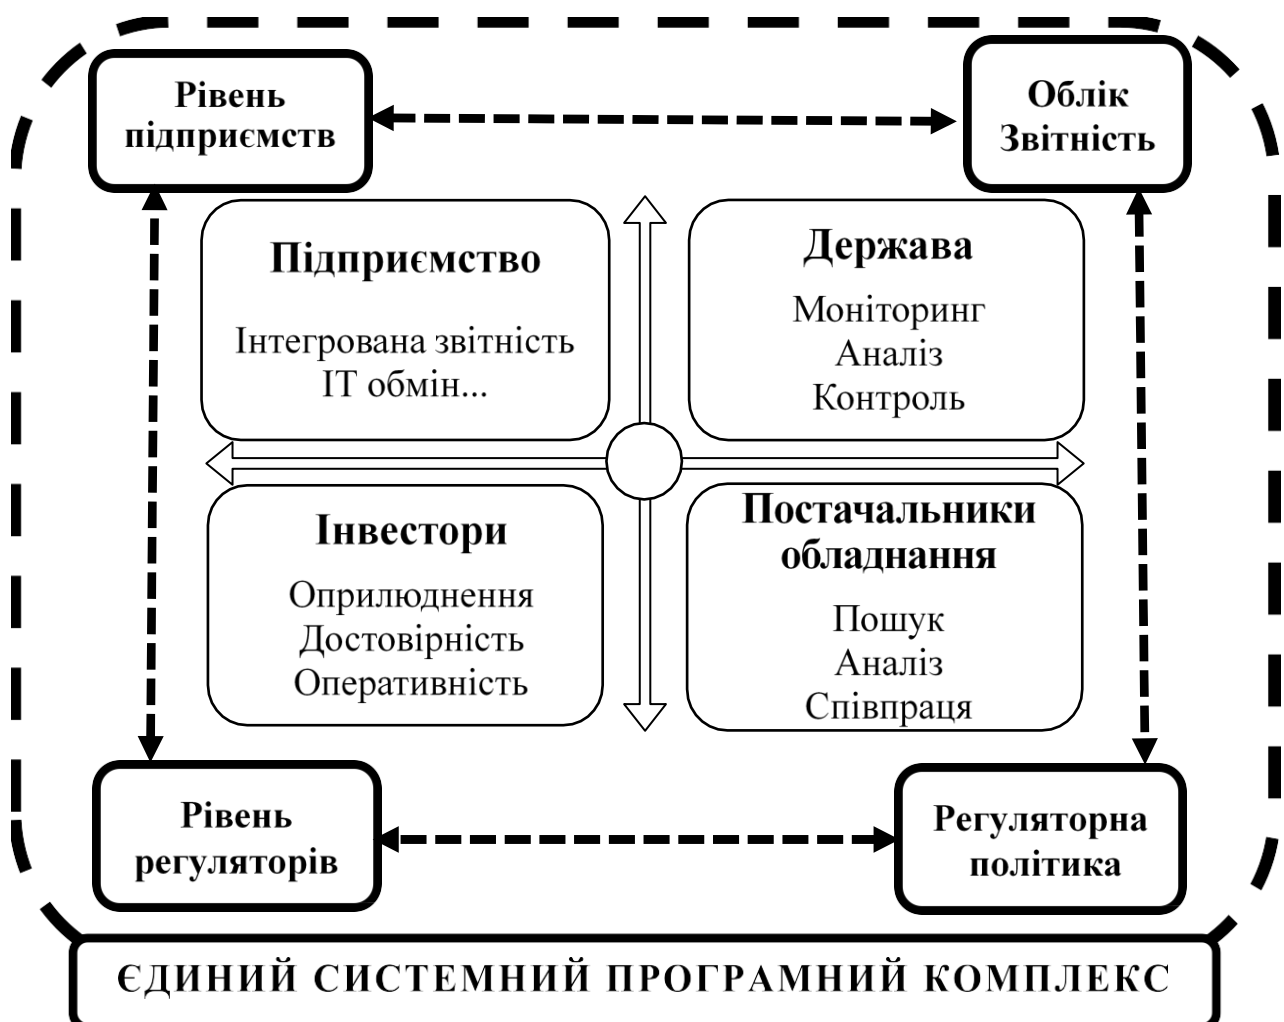 Рівень
підприємств
Облік
Звітність
Підприємство
Інтегрована звітність
ІТ обмін...
Держава
Моніторинг
Аналіз
Контроль
Інвестори
Оприлюднення
Достовірність
Оперативність
Постачальники
обладнання
Пошук
Аналіз
Співпраця
Рівень
регуляторів
Регуляторна
політика
ЄДИНИЙ СИСТЕМНИЙ ПРОГРАМНИЙ КОМПЛЕКС